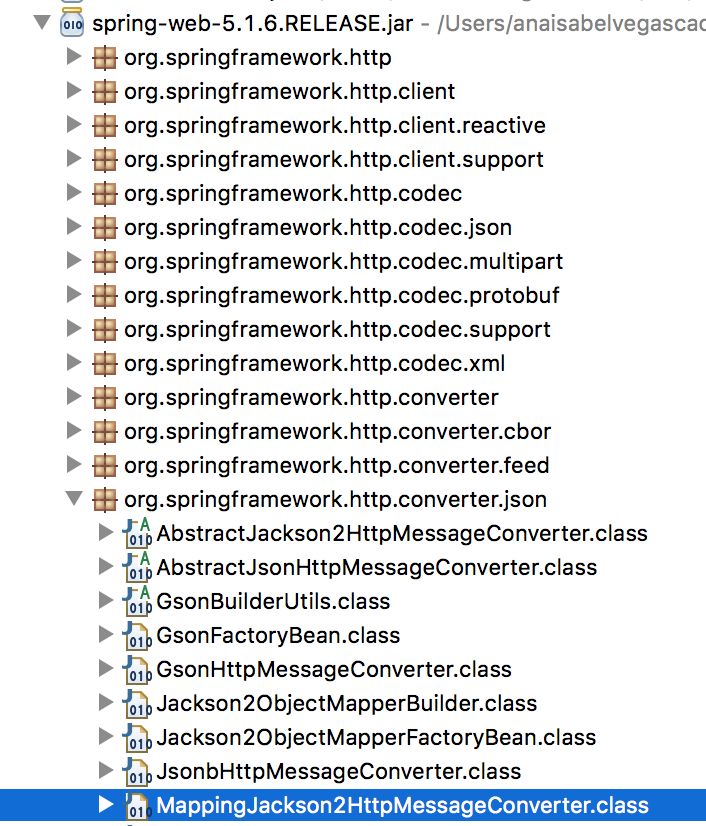 spring-web-5.1.6.RELEASE.jar - /Users/anaisabelvegascac
org.springframework.http
org.springframework.http.client
org.springframework.http.client.reactive
org.springframework.http.client.support
org.springframework.http.codec
org.springframework.http.codec.json
org.springframework.http.codec.multipart
org.springframework.http.codec.protobuf
org.springframework.http.codec.support
org.springframework.http.codec.xml
org.springframework.http.converter
org.springframework.http.converter.cbor
org.springframework.http.converter.feed
org.springframework.http.converter.json
AbstractJackson2HttpMessageConverter.class
AbstractJsonHttpMessageConverter.class
GsonBuilderUtils.class
GsonFactoryBean.class
GsonHttpMessageConverter.class
Jackson2ObjectMapperBuilder.class
Jackson2ObjectMapperFactoryBean.class
JsonbHttpMessageConverter.class
MappingJackson2HttpMessageConverter.class